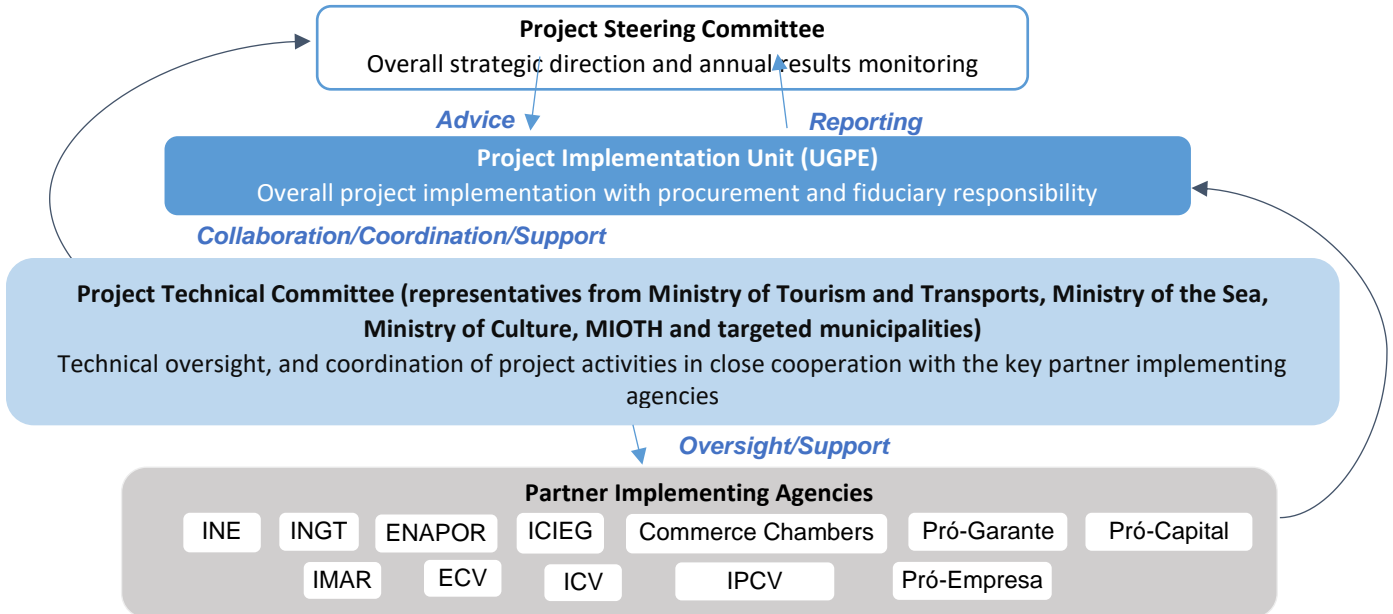 Project Steering Committee
Overall strategic direction and annual results monitoring
Advice
Reporting
Project Implementation Unit (UGPE)
Overall project implementation with procurement and fiduciary responsibility
Collaboration/Coordination/Support
Project Technical Committee (representatives from Ministry of Tourism and Transports, Ministry of the Sea,
Ministry of Culture, MIOTH and targeted municipalities)
Technical oversight, and coordination of project activities in close cooperation with the key partner implementing
agencies
Oversight/Support
Partner Implementing Agencies
INE
INGT
ENAPOR
ICIEG
Commerce Chambers
Pró-Garante
Pró-Capital
IMAR
ECV
ICV
IPCV
Pró-Empresa